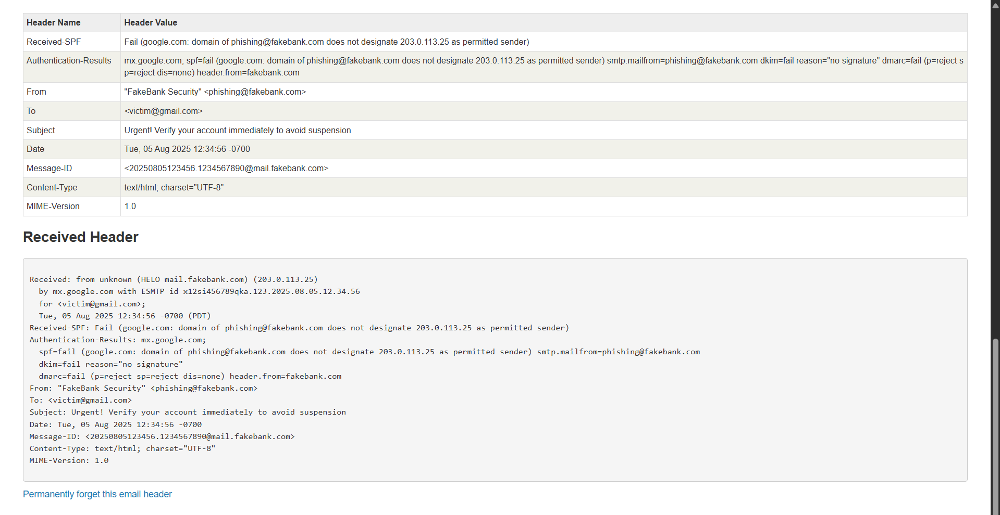 Header Name Header Value
Received-SPF Fail (google.com: domain of phishing@fakebank.com does not designate 203.0.113.25 as permitted sender)
Authentication-Results mx.google.com; spf=fail (google.com: domain of phishing@fakebank.com does not designate 203.0.113.25 as permitted sender) smtp.mailfrom=phishing@fakebank.com dkim=fail reason="no signature" dmarc=fail (p=reject s
p=reject dis=none) header.from=fakebank.com
From "FakeBank Security" <phishing@fakebank.com>
To <victim@gmail.com>
Subject Urgent! Verify your account immediately to avoid suspension
Date Tue, 05 Aug 2025 12:34:56 -0700
Message-ID <20250805123456.1234567890@mail.fakebank.com>
Content-Type text/html; charset="UTF-8"
MIME-Version 1.0
Received Header
Received: from unknown (HELO mail.fakebank.com) (203.0.113.25)
by mx.google.com with ESMTP id x12si456789qka.123.2025.08.05.12.34.56
for <victim@gmail.com>;
Tue, 05 Aug 2025 12:34:56 -0700 (PDT)
Received-SPF: Fail (google.com: domain of phishing@fakebank.com does not designate 203.0.113.25 as permitted sender)
Authentication-Results: mx.google.com;
spf=fail (google.com: domain of phishing@fakebank.com does not designate 203.0.113.25 as permitted sender) smtp.mailfrom=phishing@fakebank.com
dkim=fail reason="no signature"
dmarc=fail (p=reject sp=reject dis=none) header.from=fakebank.com
From: "FakeBank Security" <phishing@fakebank.com>
To: <victim@gmail.com>
Subject: Urgent! Verify your account immediately to avoid suspension
Date: Tue, 05 Aug 2025 12:34:56 -0700
Message-ID: <20250805123456.1234567890@mail.fakebank.com>
Content-Type: text/html; charset="UTF-8"
MIME-Version: 1.0
Permanently forget this email header